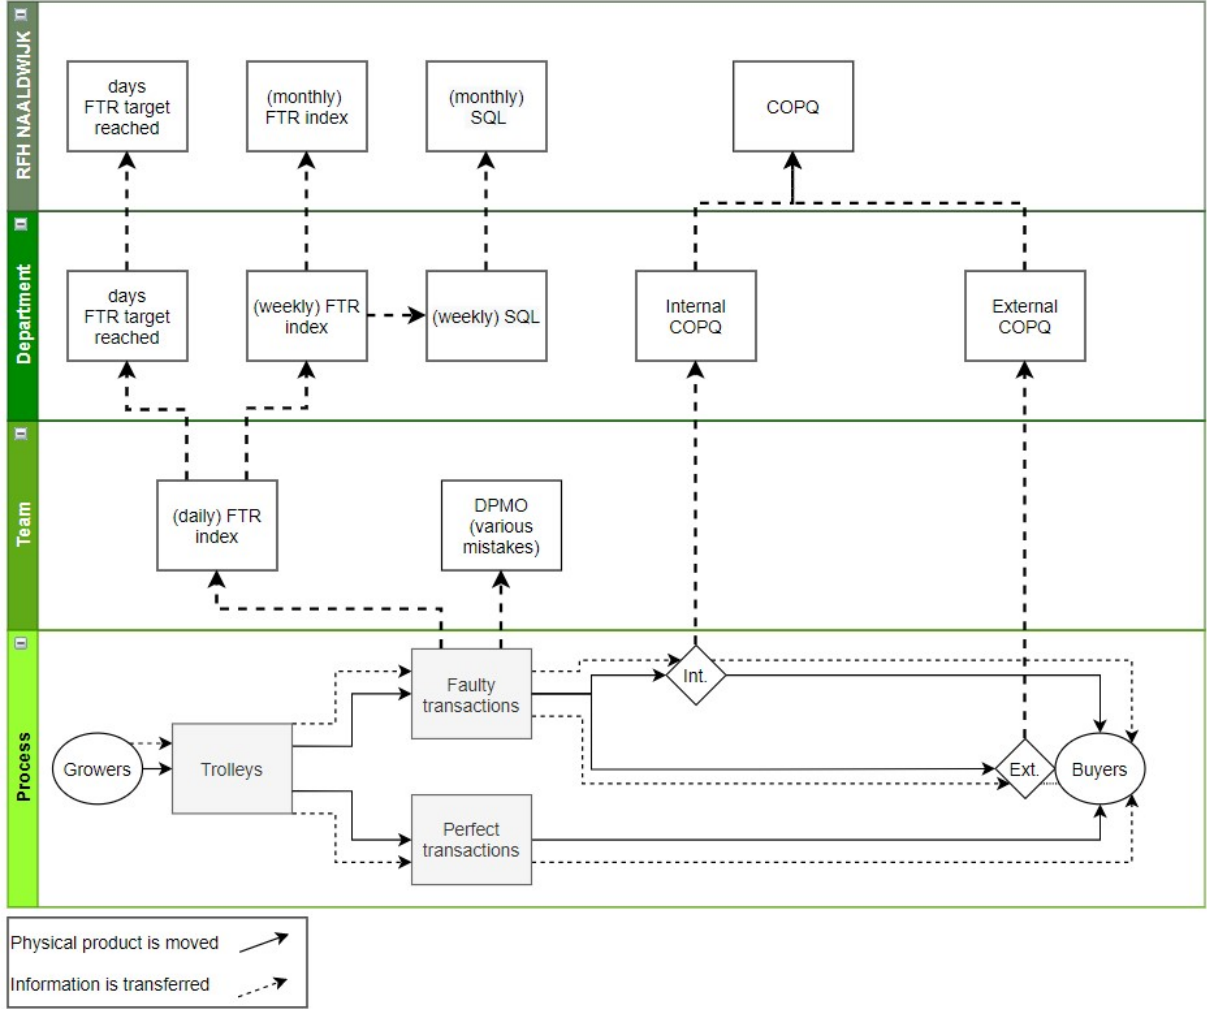 RFH NAALDWIJK
days
FTR target
reached
(monthly)
FTR index
(monthly)
SQL
COPQ
Department
days
FTR target
reached
(weekly) FTR
index
(weekly) SQL
Internal
COPQ
External
COPQ
Team
(daily) FTR
index
DPMO
(various
mistakes)
Process
Growers
Trolleys
Faulty
transactions
Perfect
transactions
Int.
Ext.
Buyers
Physical product is moved
Information is transferred